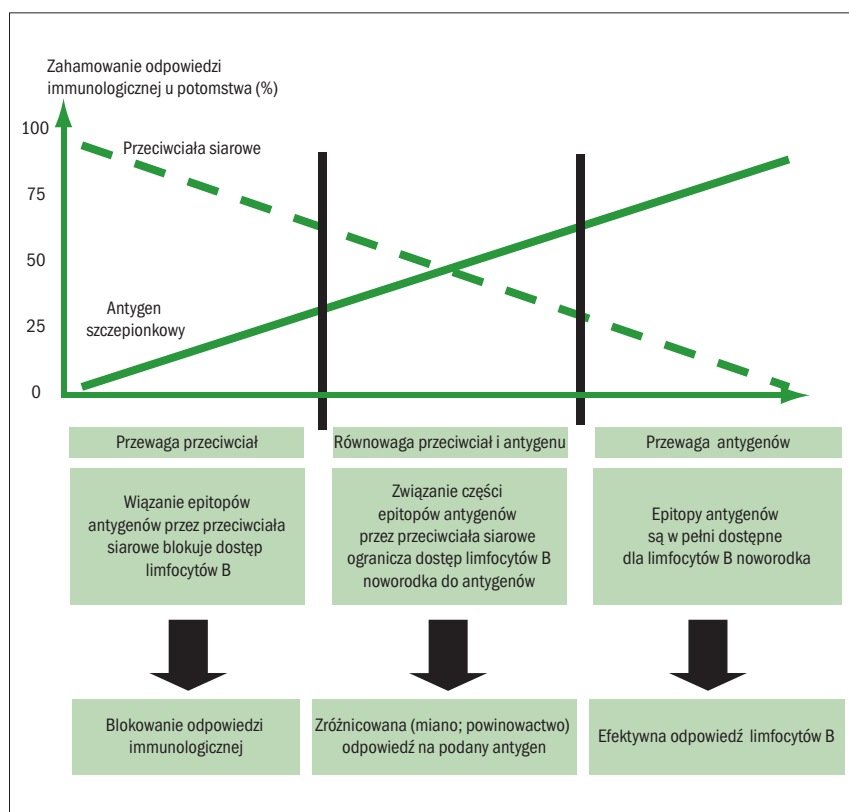 Zahamowanie odpowiedzi
immunologicznej u potomstwa (%)
100
Przeciwciała siarowe
75
50
Antygen
szczepionkowy
25
0
Przewaga przeciwciał
Równowaga przeciwciał i antygenu
Przewaga antygenów
Wiązanie epitopów
antygenów przez przeciwciała
siarowe blokuje dostęp
limfocytów B
Związanie części
epitopów antygenów
przez przeciwciała siarowe
ogranicza dostęp limfocytów B
noworodka do antygenów
Epitopy antygenów
są w pełni dostępne
dla limfocytów B noworodka
Blokowanie odpowiedzi
immunologicznej
Zróżnicowana (miano; powinowactwo)
odpowiedź na podany antygen
Efektywna odpowiedź limfocytów B